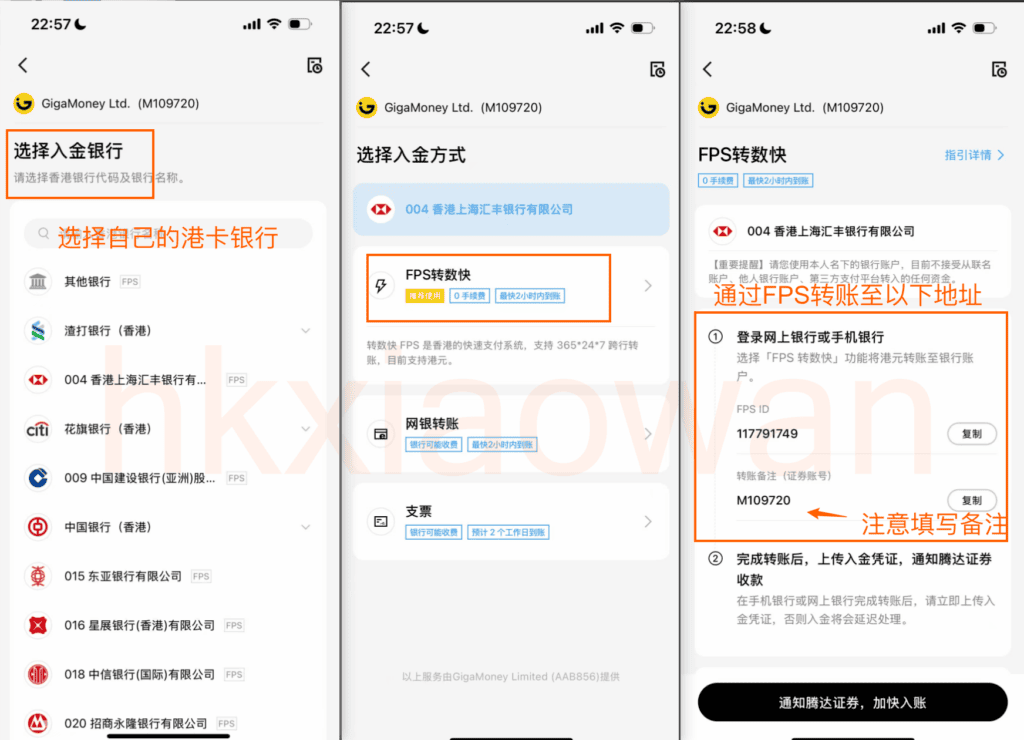 22:57
GigaMoney Ltd.（M109720）
选择入金银行
请选择香港银行代码及银行名称。
选择自己的港卡银行
其他银行 FPS
渣打银行（香港）
004 香港上海汇丰银行有... FPS
citi 花旗银行（香港）
009 中国建设银行(亚洲)股... FPS
中国银行（香港）
015 东亚银行有限公司 FPS
016 星展银行(香港)有限公司 FPS
018 中信银行(国际)有限公司 FPS
020 招商永隆银行有限公司 FPS
22:57
GigaMoney Ltd.（M109720）
选择入金方式
004 香港上海汇丰银行有限公司
FPS转数快
推荐使用 0 手续费 最快2小时内到账
转数快 FPS 是香港的快速支付系统，支持 365*24*7 跨行转
账，目前支持港元。
网银转账
银行可能收费 最快2小时内到账
支票
银行可能收费 预计 2 个工作日到账
以上服务由GigaMoney Limited (AAB856)提供
22:58
GigaMoney Ltd.（M109720）
FPS转数快 指引详情
0 手续费 最快2小时内到账
004 香港上海汇丰银行有限公司
【重要提醒】请您使用本人名下的银行账户，目前不接受从联名
账户、他人银行账户、第三方支付平台转入的任何资金。
通过FPS转账至以下地址
① 登录网上银行或手机银行
选择「FPS 转数快」功能将港元转账至银行账
户。
FPS ID
117791749 复制
转账备注（证券账号）
M109720 复制
注意填写备注
② 完成转账后，上传入金凭证，通知腾达证券
收款
在手机银行或网上银行完成转账后，请立即上传入
金凭证，否则入金将会延迟处理。
通知腾达证券，加快入账
hkxiaowan